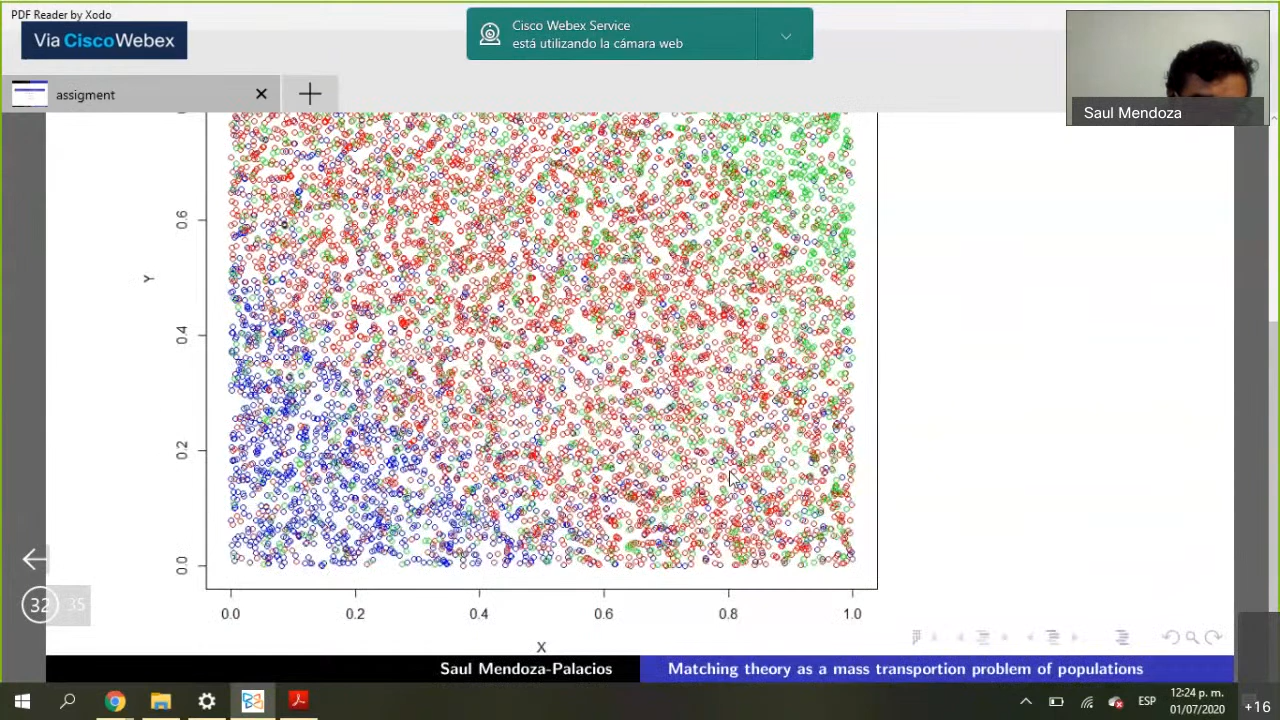 PDF Reader by Xodo
Via CiscoWebex
Cisco Webex Service
está utilizando la cámara web
Saul Mendoza
assigment
0.6
0.4
0.2
0.0
Y
0.0 0.2 0.4 0.6 0.8 1.0
X
32 35
Saul Mendoza-Palacios
Matching theory as a mass transportion problem of populations
ESP
12:24 p. m.
01/07/2020
+16